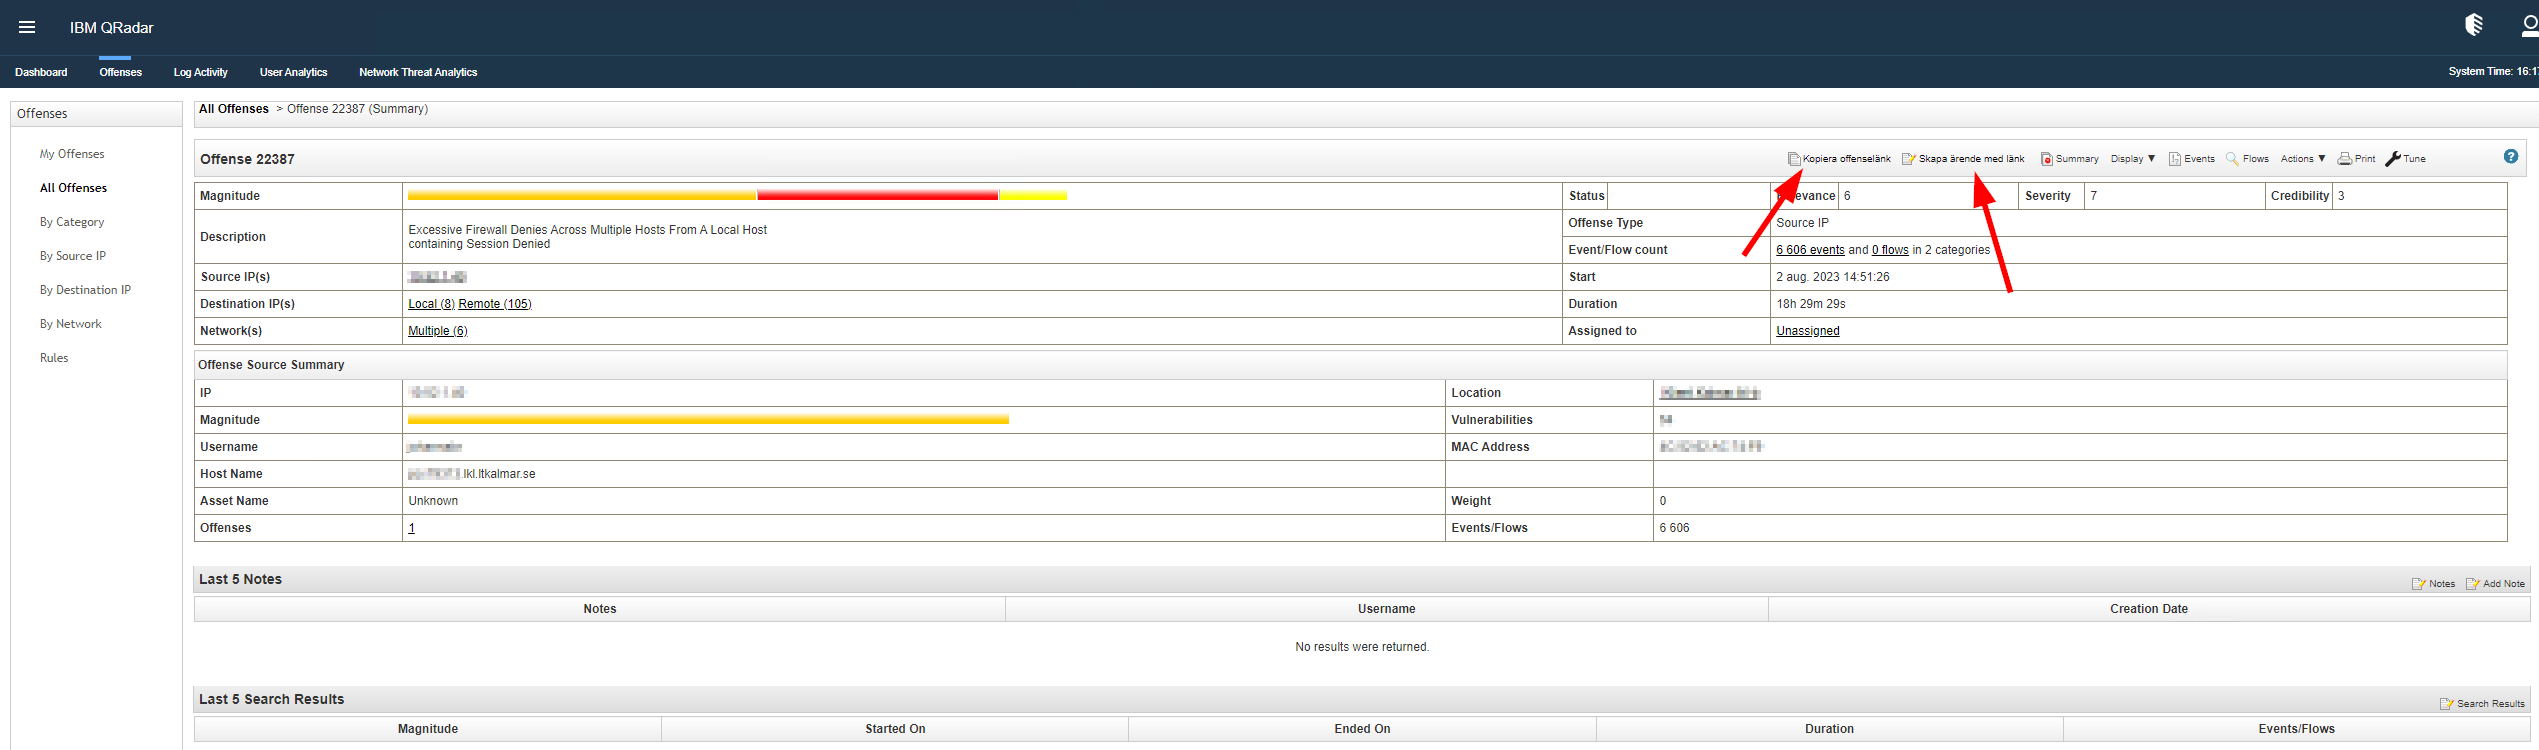 IBM QRadar
Dashboard Offenses Log Activity User Analytics Network Threat Analytics System Time: 16:1
Offenses
My Offenses
All Offenses
By Category
By Source IP
By Destination IP
By Network
Rules
All Offenses > Offense 22387 (Summary)
Offense 22387 Kopiera offenselänk Skapa ärende med länk Summary Display ▼ Events Flows Actions ▼ Print Tune ?
Magnitude Status evance 6 Severity 7 Credibility 3
Description Excessive Firewall Denies Across Multiple Hosts From A Local Host
containing Session Denied
Offense Type Source IP
Event/Flow count 6 606 events and 0 flows in 2 categories
Source IP(s) Start 2 aug. 2023 14:51:26
Destination IP(s) Local (8) Remote (105) Duration 18h 29m 29s
Network(s) Multiple (6) Assigned to Unassigned
Offense Source Summary
IP Location
Magnitude Vulnerabilities
Username MAC Address
Host Name .lkl.ltkalmar.se
Asset Name Unknown Weight 0
Offenses 1 Events/Flows 6 606
Last 5 Notes Notes Add Note
Notes Username Creation Date
No results were returned.
Last 5 Search Results Search Results
Magnitude Started On Ended On Duration Events/Flows